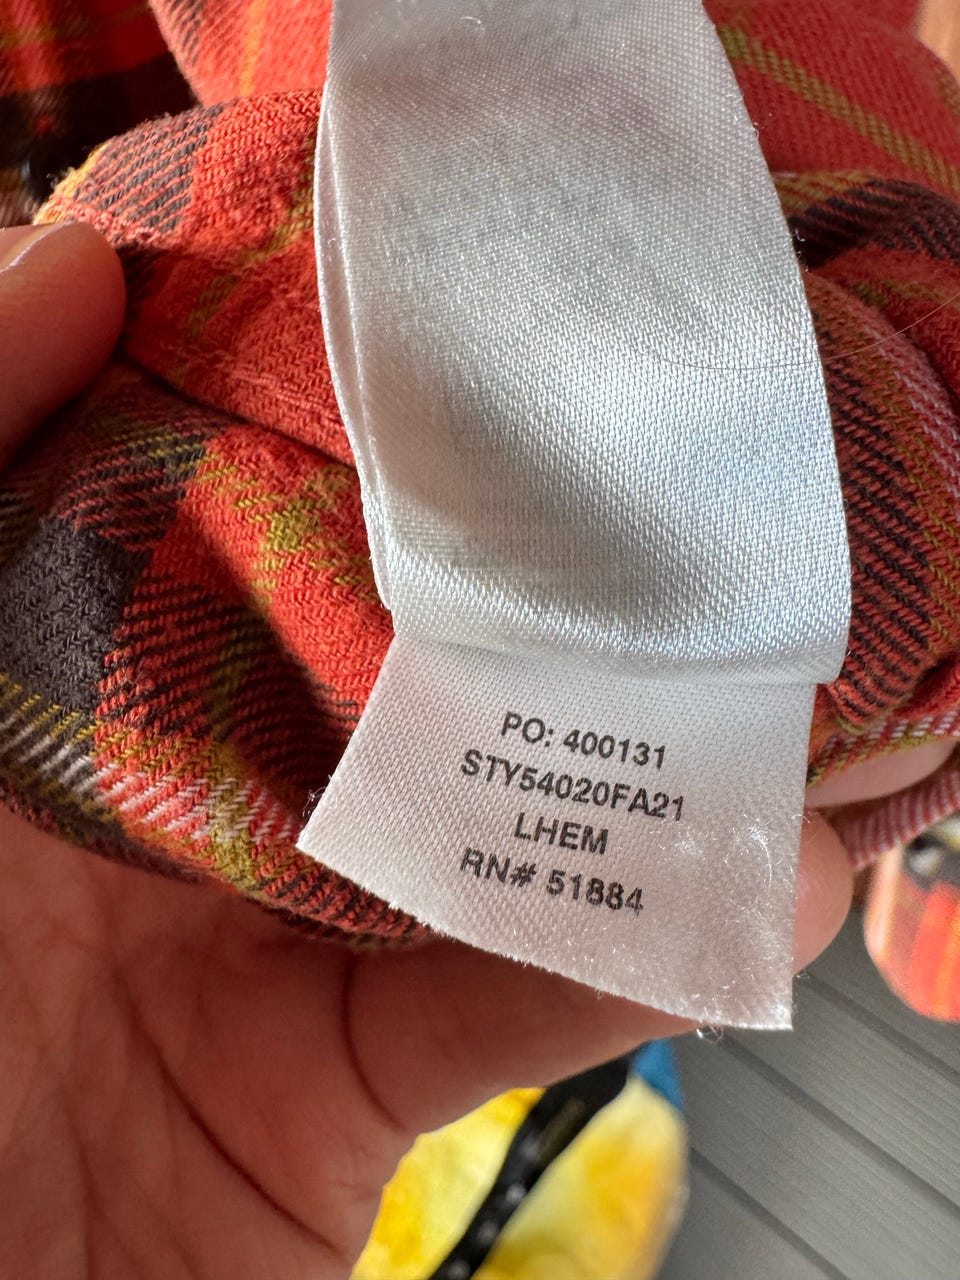 PO: 400131
STY54020FA21
LHEM
RN# 51884